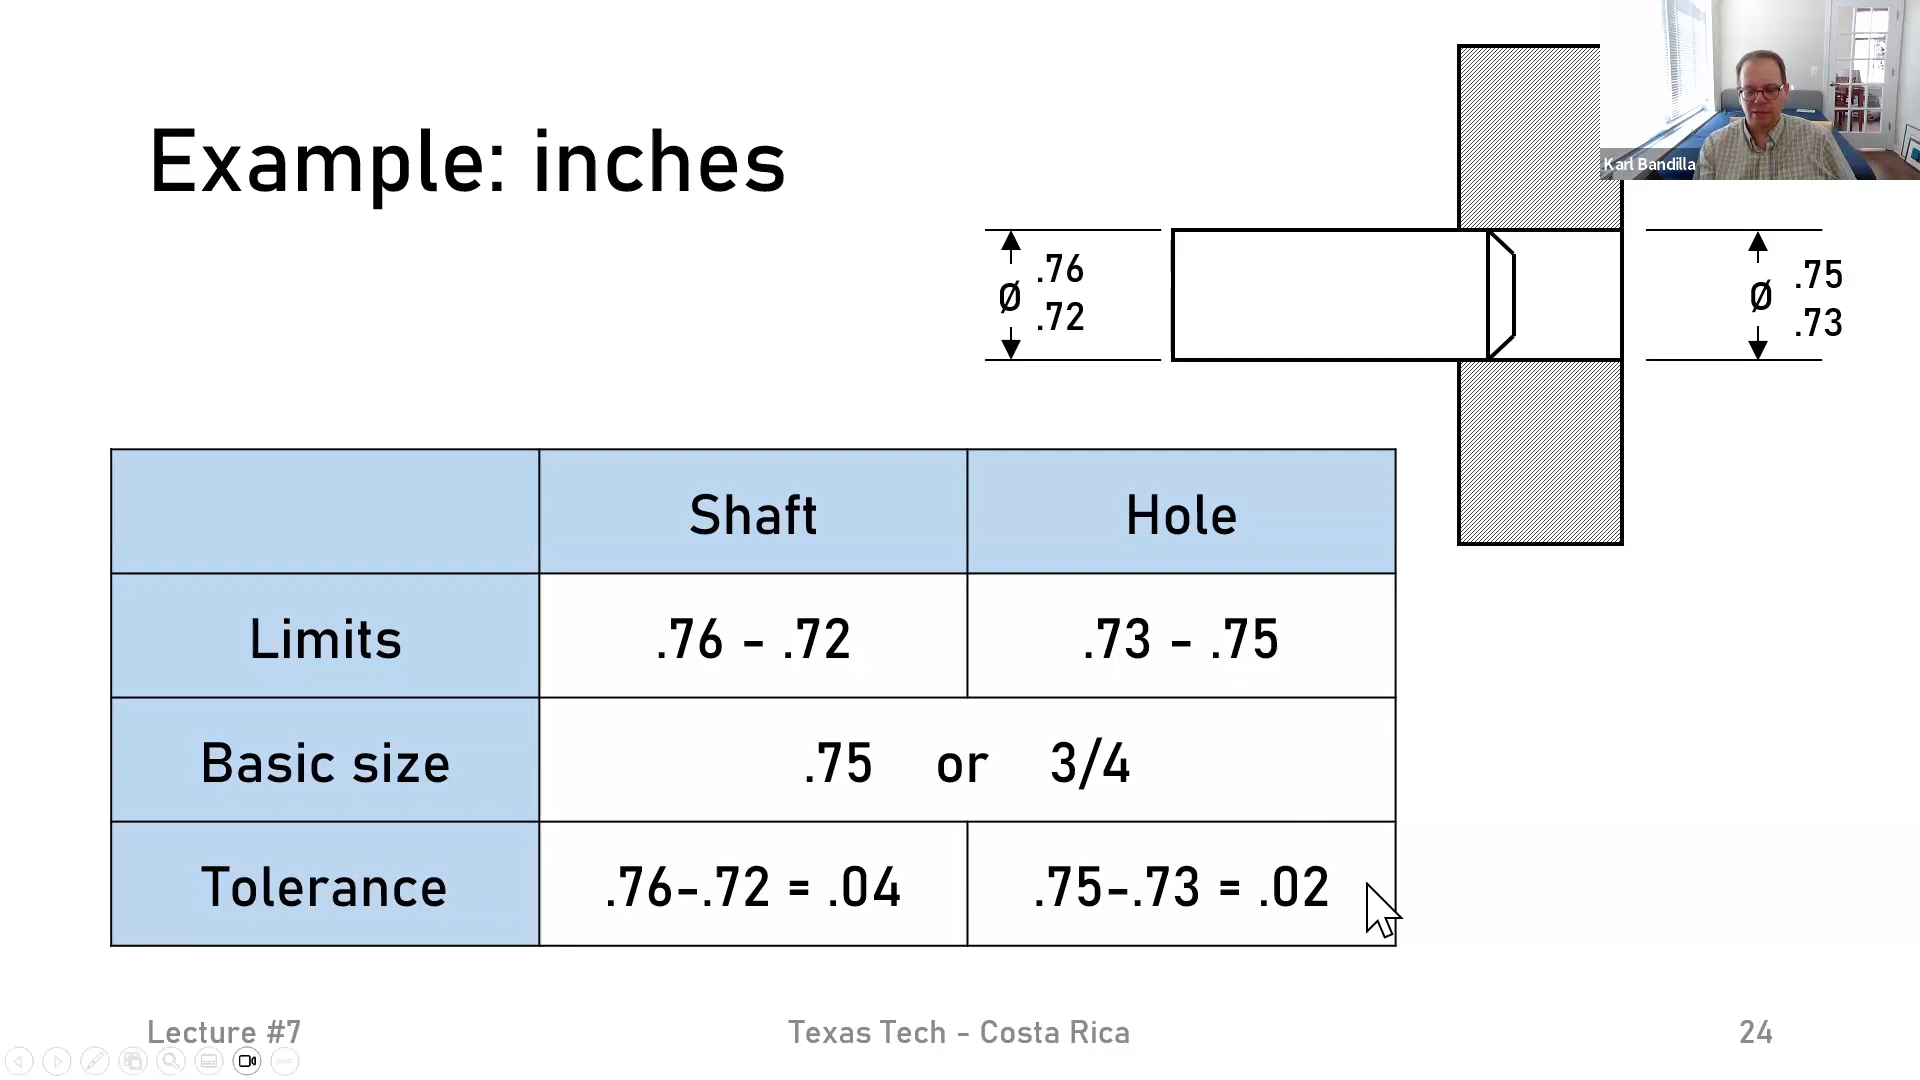 Example: inches
Karl Bandilla
Ø .76
.72
Ø .75
.73
Shaft Hole
Limits .76 - .72 .73 - .75
Basic size .75 or 3/4
Tolerance .76-.72 = .04 .75-.73 = .02
Lecture #7 Texas Tech - Costa Rica 24